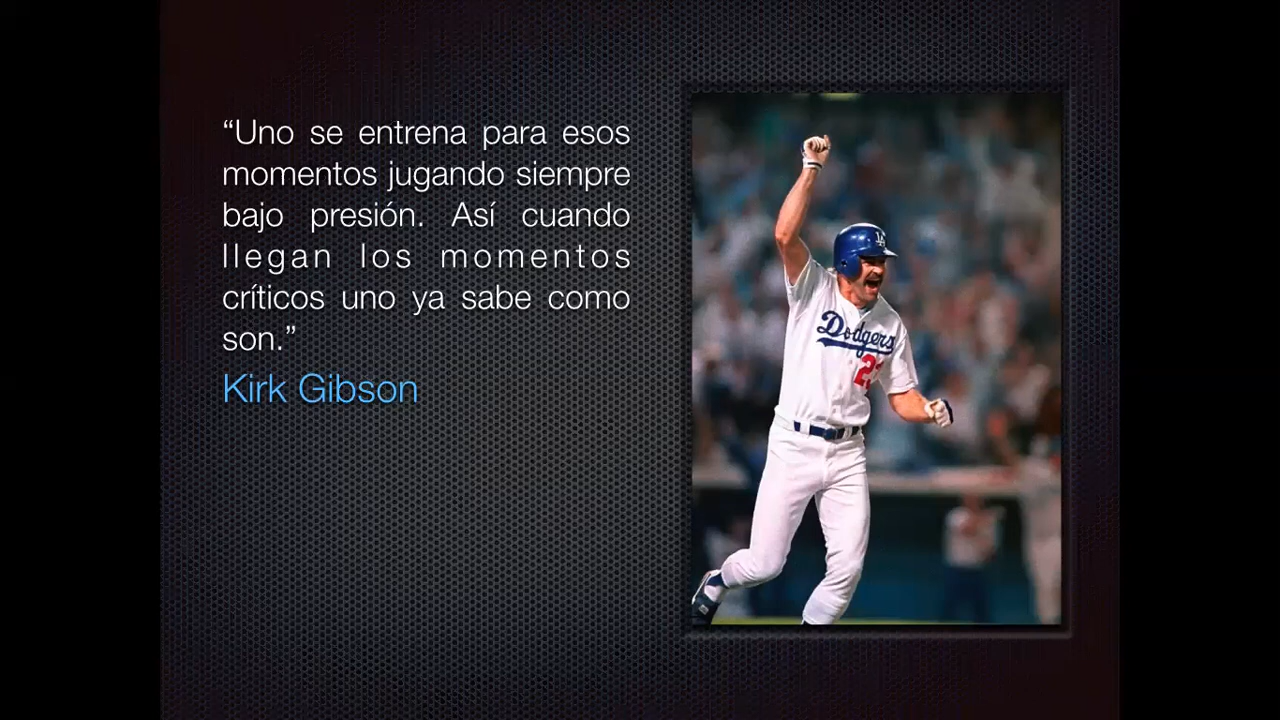 “Uno se entrena para esos
momentos jugando siempre
bajo presión. Así cuando
llegan los momentos
críticos uno ya sabe como
son.”
Kirk Gibson
LA
Dodgers